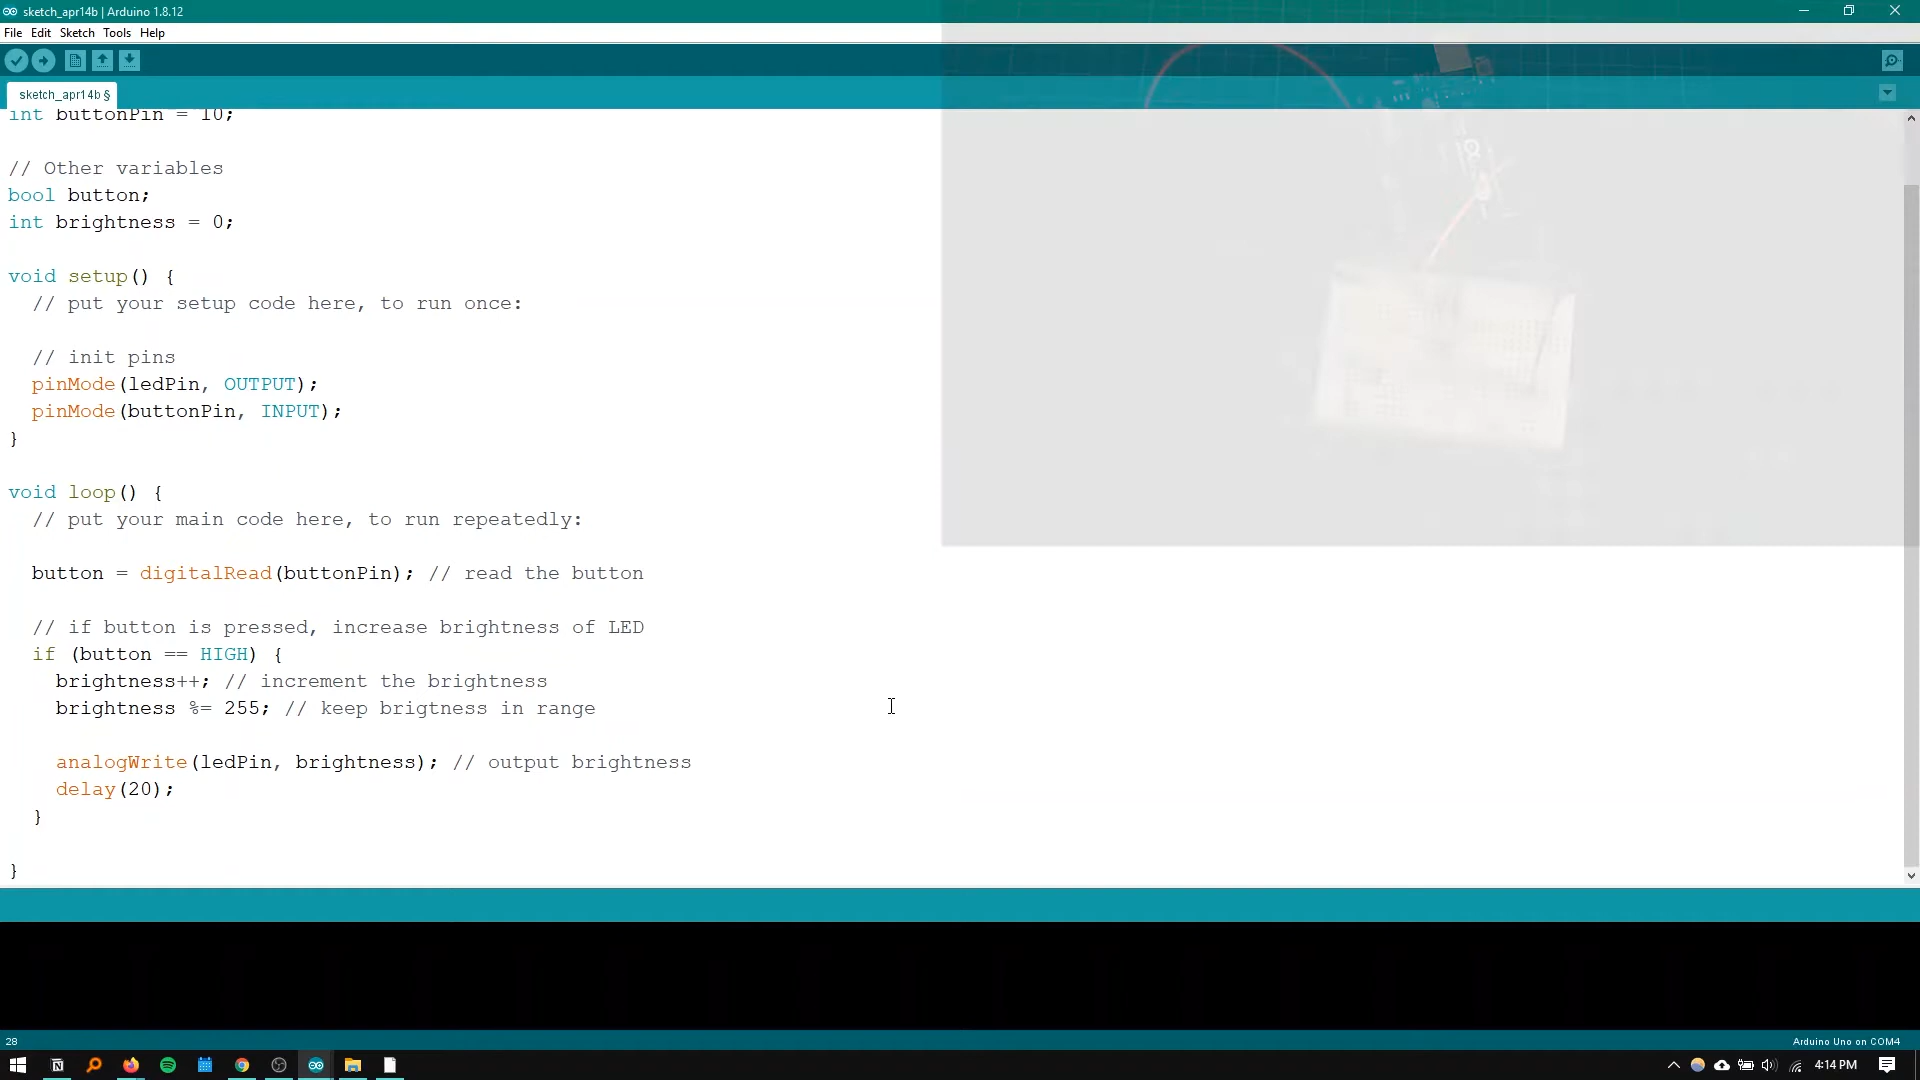 sketch_apr14b | Arduino 1.8.12
File Edit Sketch Tools Help
sketch_apr14b §
int buttonPin = 10;
// Other variables
bool button;
int brightness = 0;
void setup() {
// put your setup code here, to run once:
// init pins
pinMode(ledPin, OUTPUT);
pinMode(buttonPin, INPUT);
}
void loop() {
// put your main code here, to run repeatedly:
button = digitalRead(buttonPin); // read the button
// if button is pressed, increase brightness of LED
if (button == HIGH) {
brightness++; // increment the brightness
brightness %= 255; // keep brigtness in range
analogWrite(ledPin, brightness); // output brightness
delay(20);
}
}
28
Arduino Uno on COM4
4:14 PM